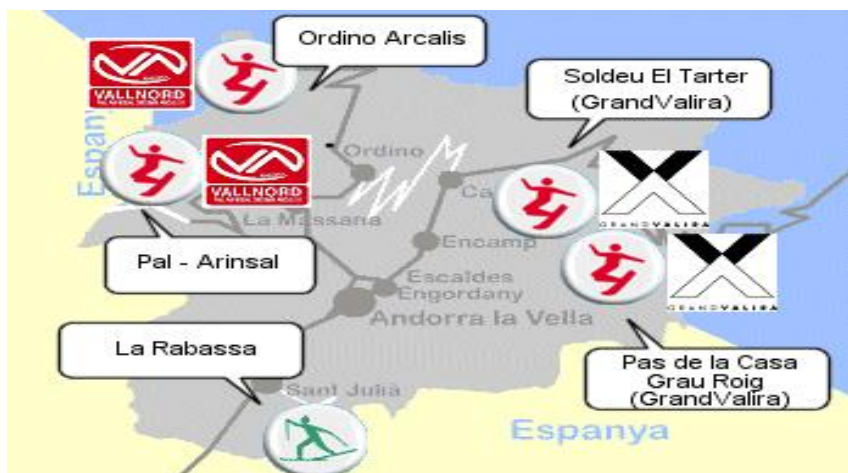 Ordino Arcalis
Soldeu El Tarter
(GrandValira)
VALLNORD
Espanya
VALLNORD
Ordino
Ca
GRANDVALIRA
La Massana
Encamp
GRANDVALIRA
Pal - Arinsal
Escaldes
Engordany
Andorra la Vella
La Rabassa
Pas de la Casa
Grau Roig
(GrandValira)
Sant Julià
Espanya